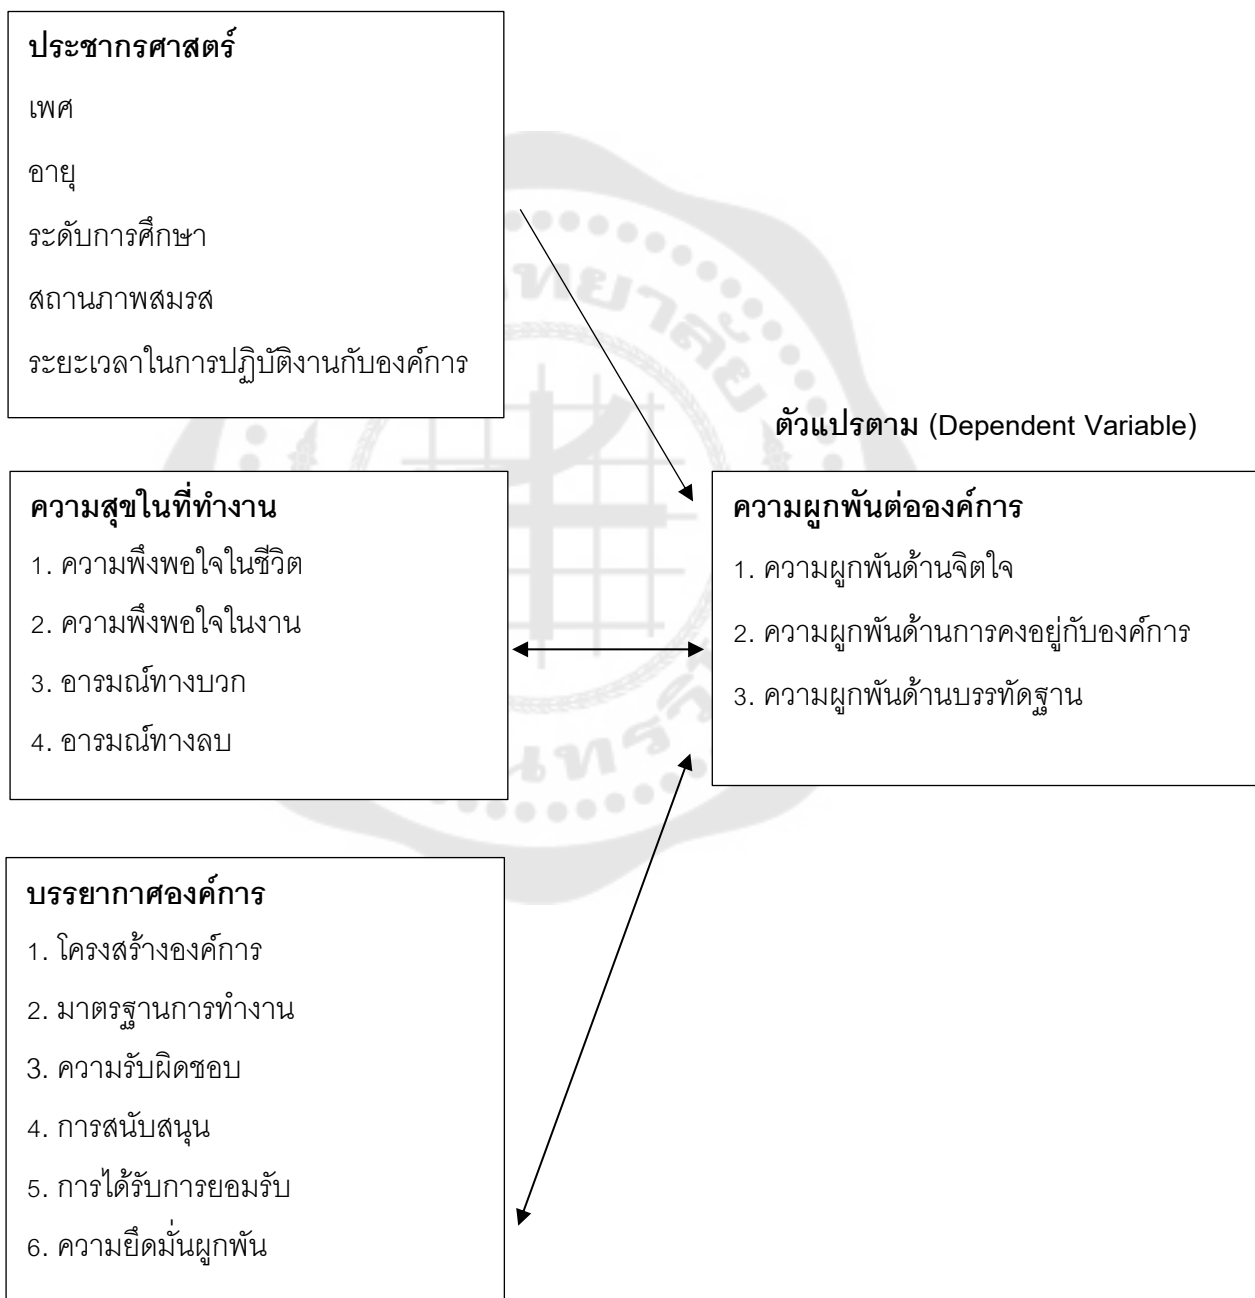 ประชากรศาสตร์
เพศ
อายุ
ระดับการศึกษา
สถานภาพสมรส
ระยะเวลาในการปฏิบัติงานกับองค์การ
ตัวแปรตาม (Dependent Variable)
ความสุขในที่ทำงาน
1. ความพึงพอใจในชีวิต
2. ความพึงพอใจในงาน
3. อารมณ์ทางบวก
4. อารมณ์ทางลบ
ความผูกพันต่อองค์การ
1. ความผูกพันด้านจิตใจ
2. ความผูกพันด้านการคงอยู่กับองค์การ
3. ความผูกพันด้านบรรทัดฐาน
บรรยากาศองค์การ
1. โครงสร้างองค์การ
2. มาตรฐานการทำงาน
3. ความรับผิดชอบ
4. การสนับสนุน
5. การได้รับการยอมรับ
6. ความยึดมั่นผูกพัน